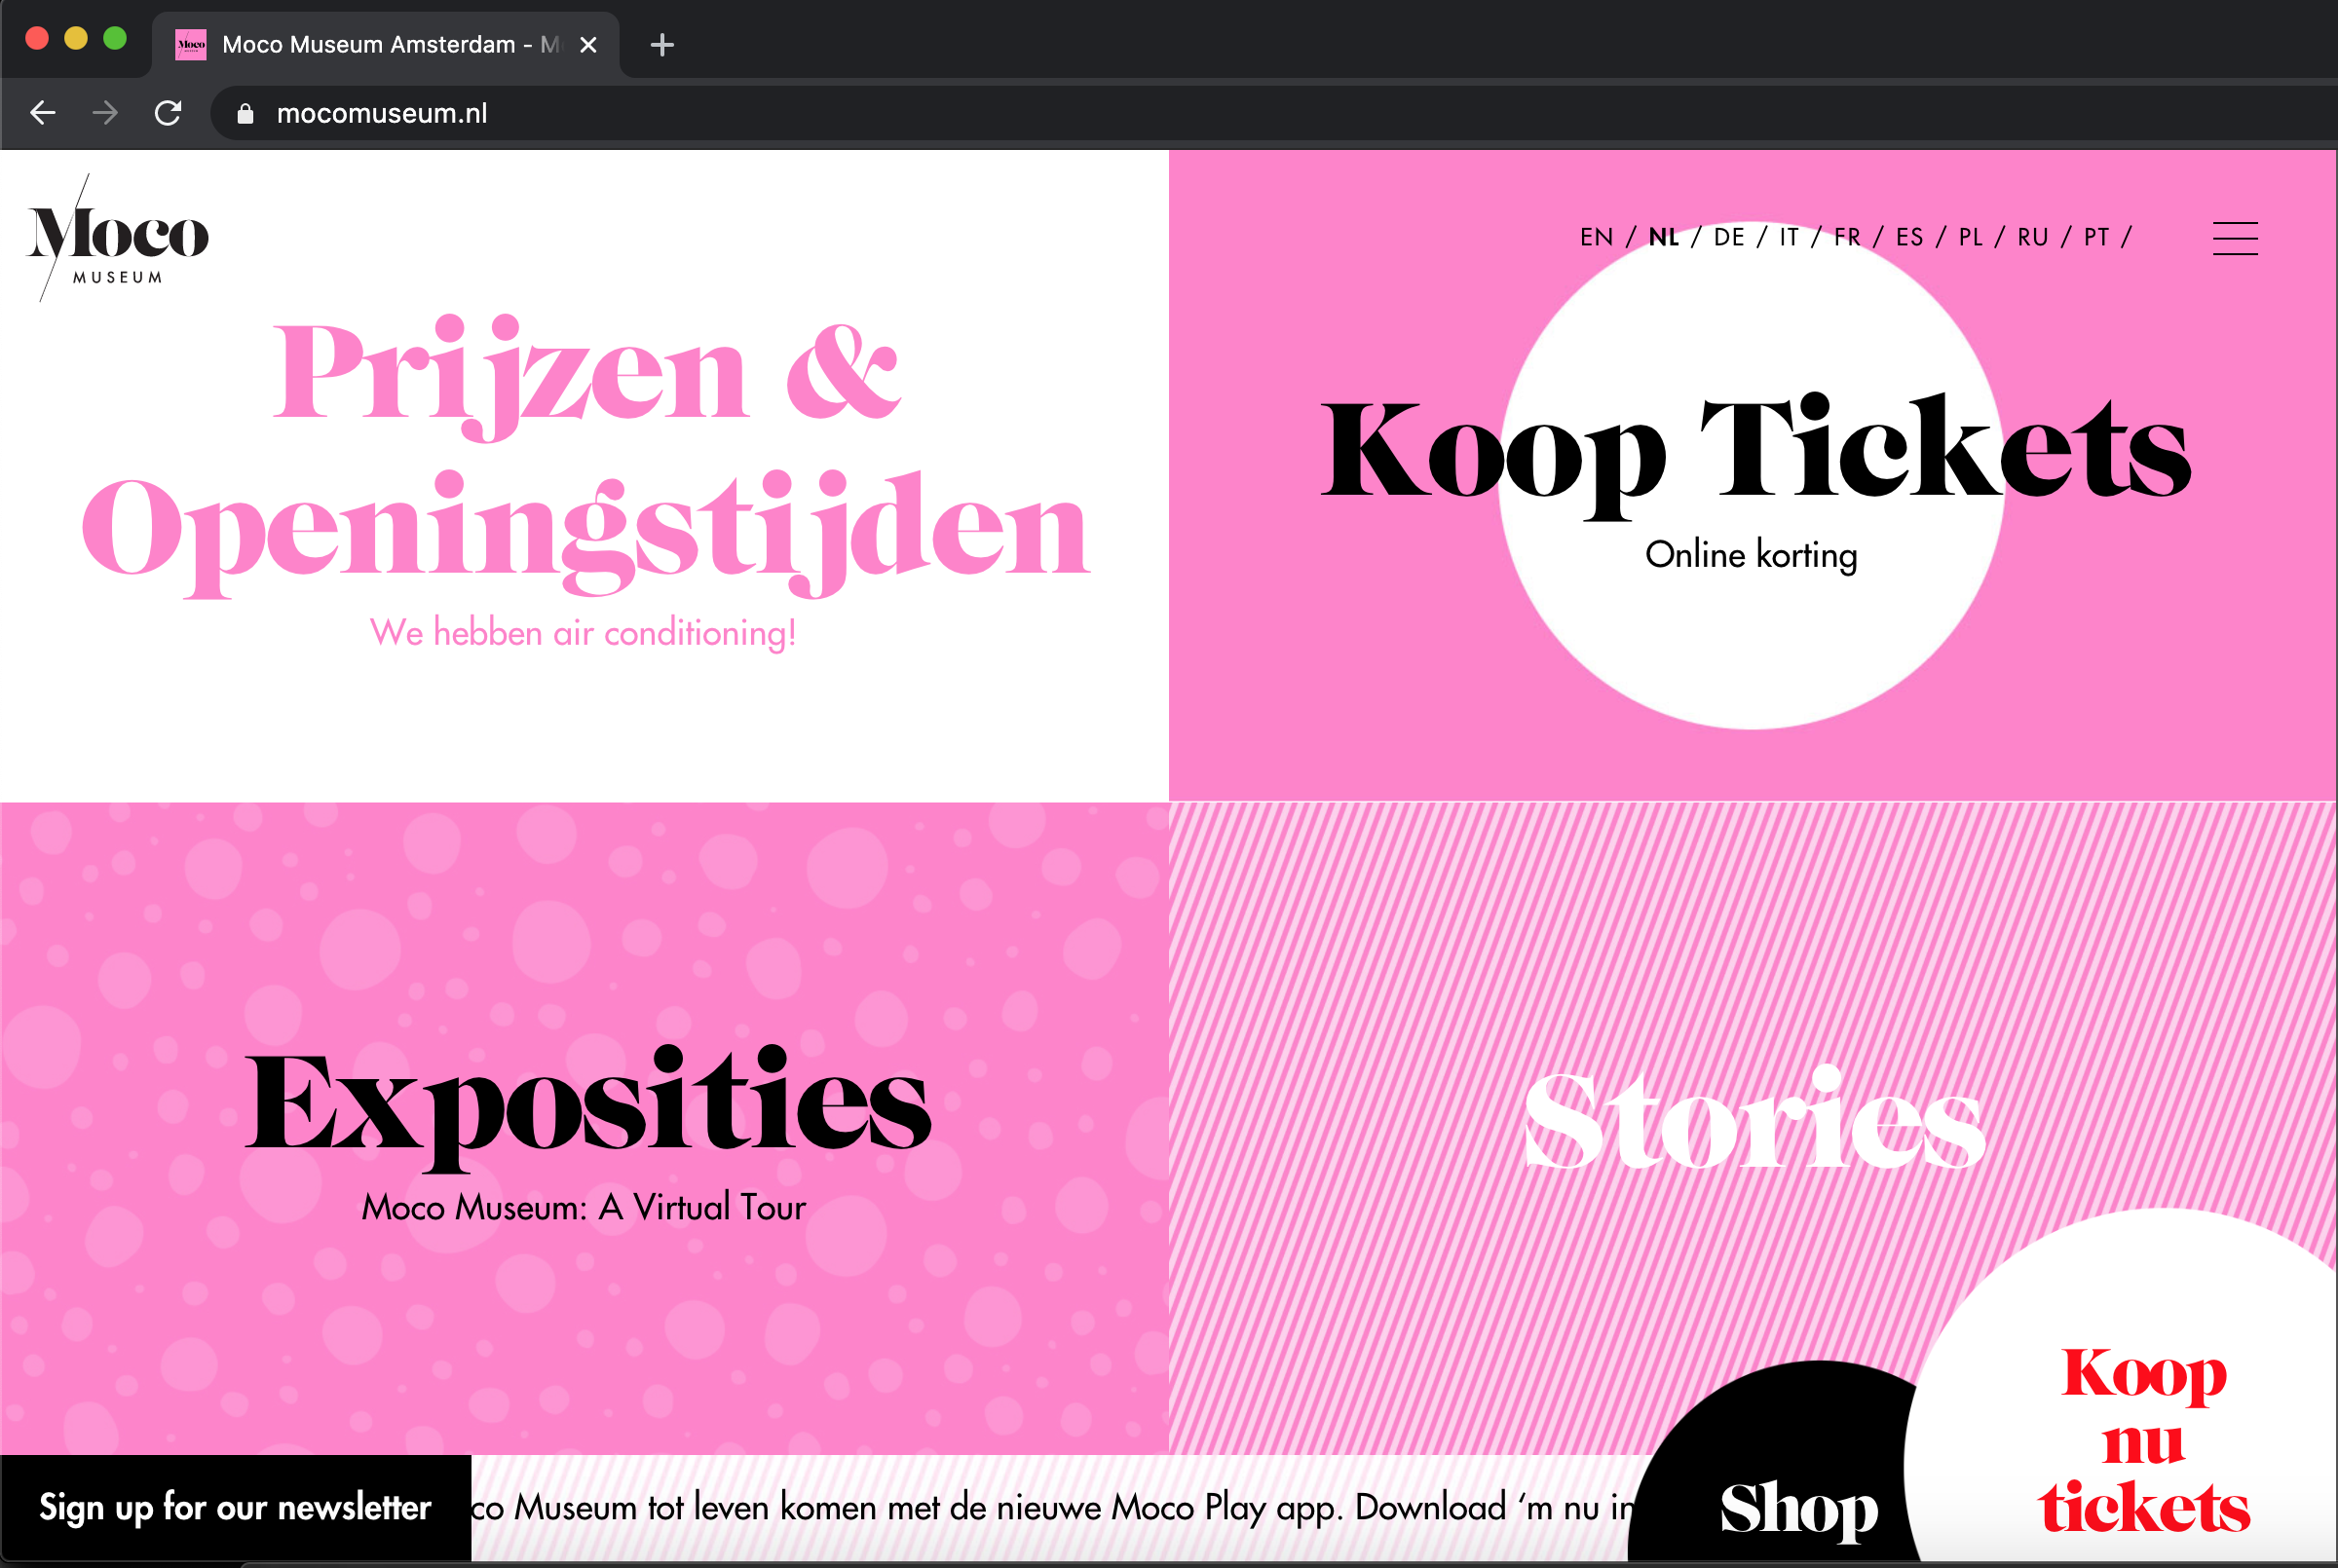 Moco Museum Amsterdam - M
mocomuseum.nl
Moco
MUSEUM
EN / NL / DE / IT / FR / ES / PL / RU / PT /
Prijzen &
Openingstijden
We hebben air conditioning!
Koop Tickets
Online korting
Exposities
Moco Museum: A Virtual Tour
Stories
Koop
nu
tickets
Shop
Sign up for our newsletter
co Museum tot leven komen met de nieuwe Moco Play app. Download ‘m nu in